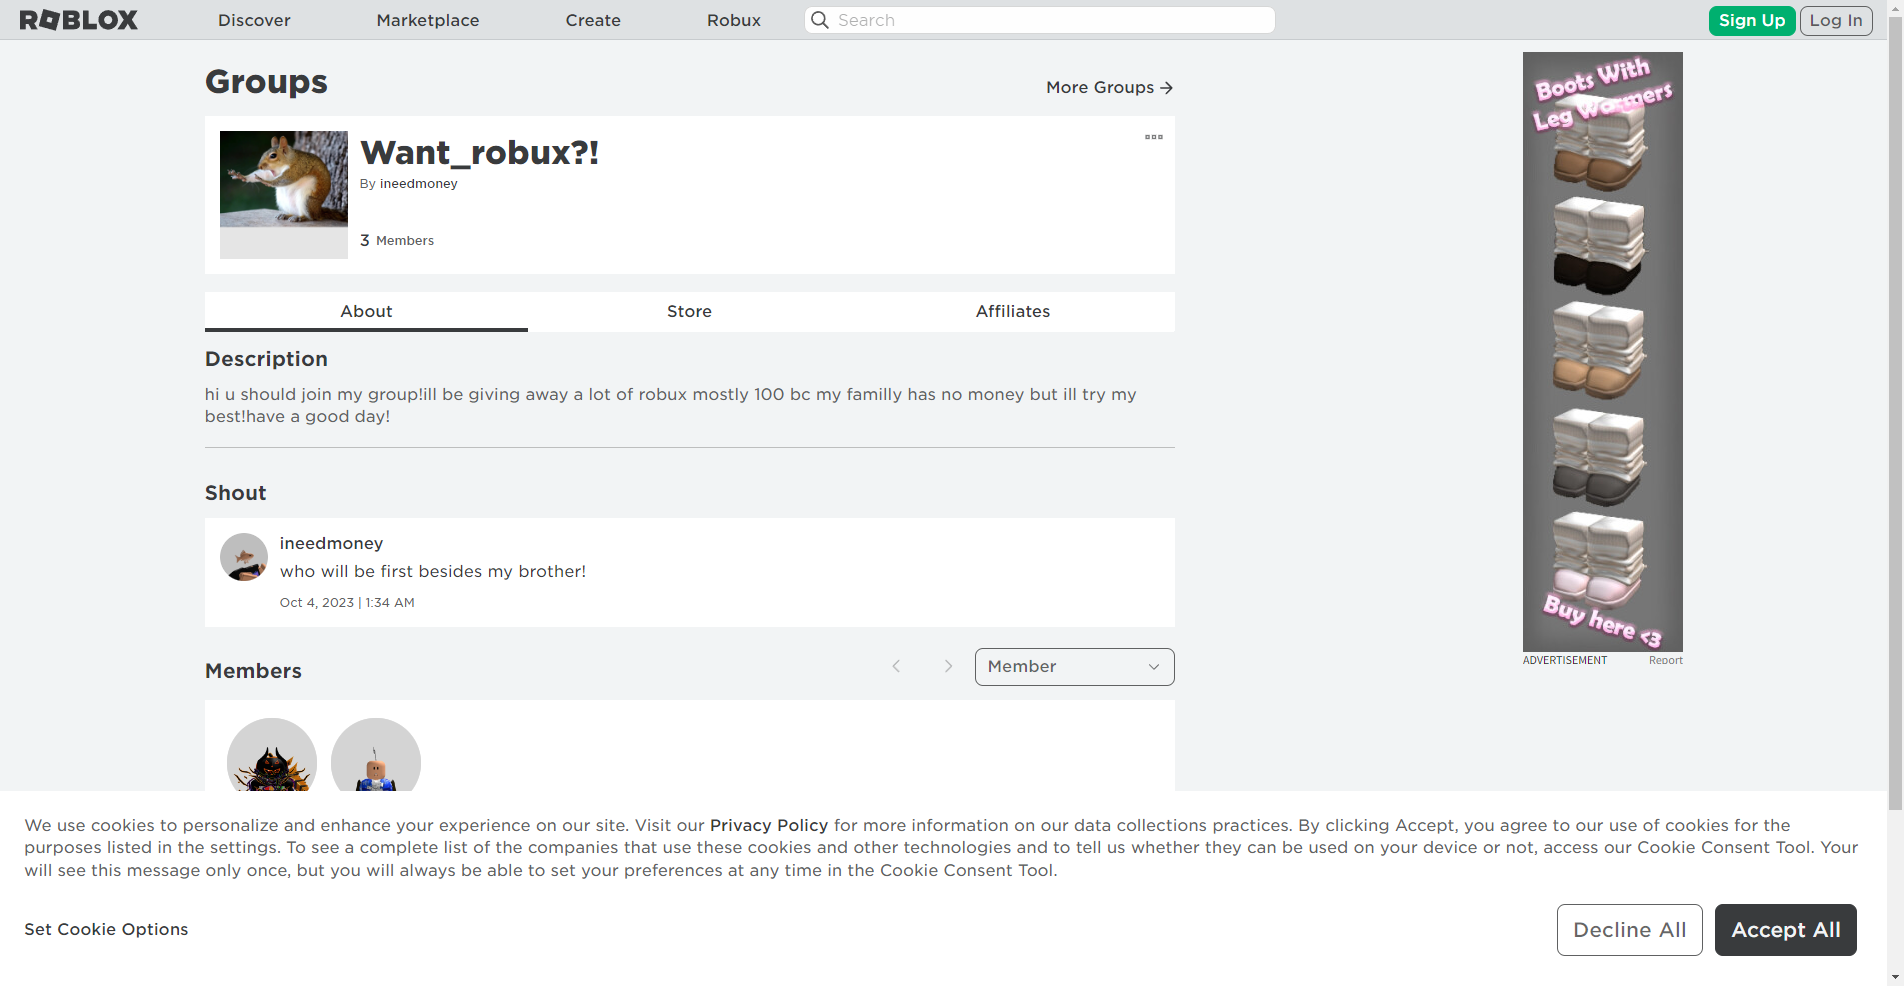 ROBLOX
Discover
Marketplace
Create
Robux
Search
Sign Up
Log In
Groups
More Groups →
Want_robux?!
By ineedmoney
3 Members
About
Store
Affiliates
Description
hi u should join my group!ill be giving away a lot of robux mostly 100 bc my familly has no money but ill try my
best!have a good day!
Shout
ineedmoney
who will be first besides my brother!
Oct 4, 2023 | 1:34 AM
Members
Member
Boots With
Leg Warmers
Buy here <3
ADVERTISEMENT
Report
We use cookies to personalize and enhance your experience on our site. Visit our Privacy Policy for more information on our data collections practices. By clicking Accept, you agree to our use of cookies for the
purposes listed in the settings. To see a complete list of the companies that use these cookies and other technologies and to tell us whether they can be used on your device or not, access our Cookie Consent Tool. Your
will see this message only once, but you will always be able to set your preferences at any time in the Cookie Consent Tool.
Set Cookie Options
Decline All
Accept All